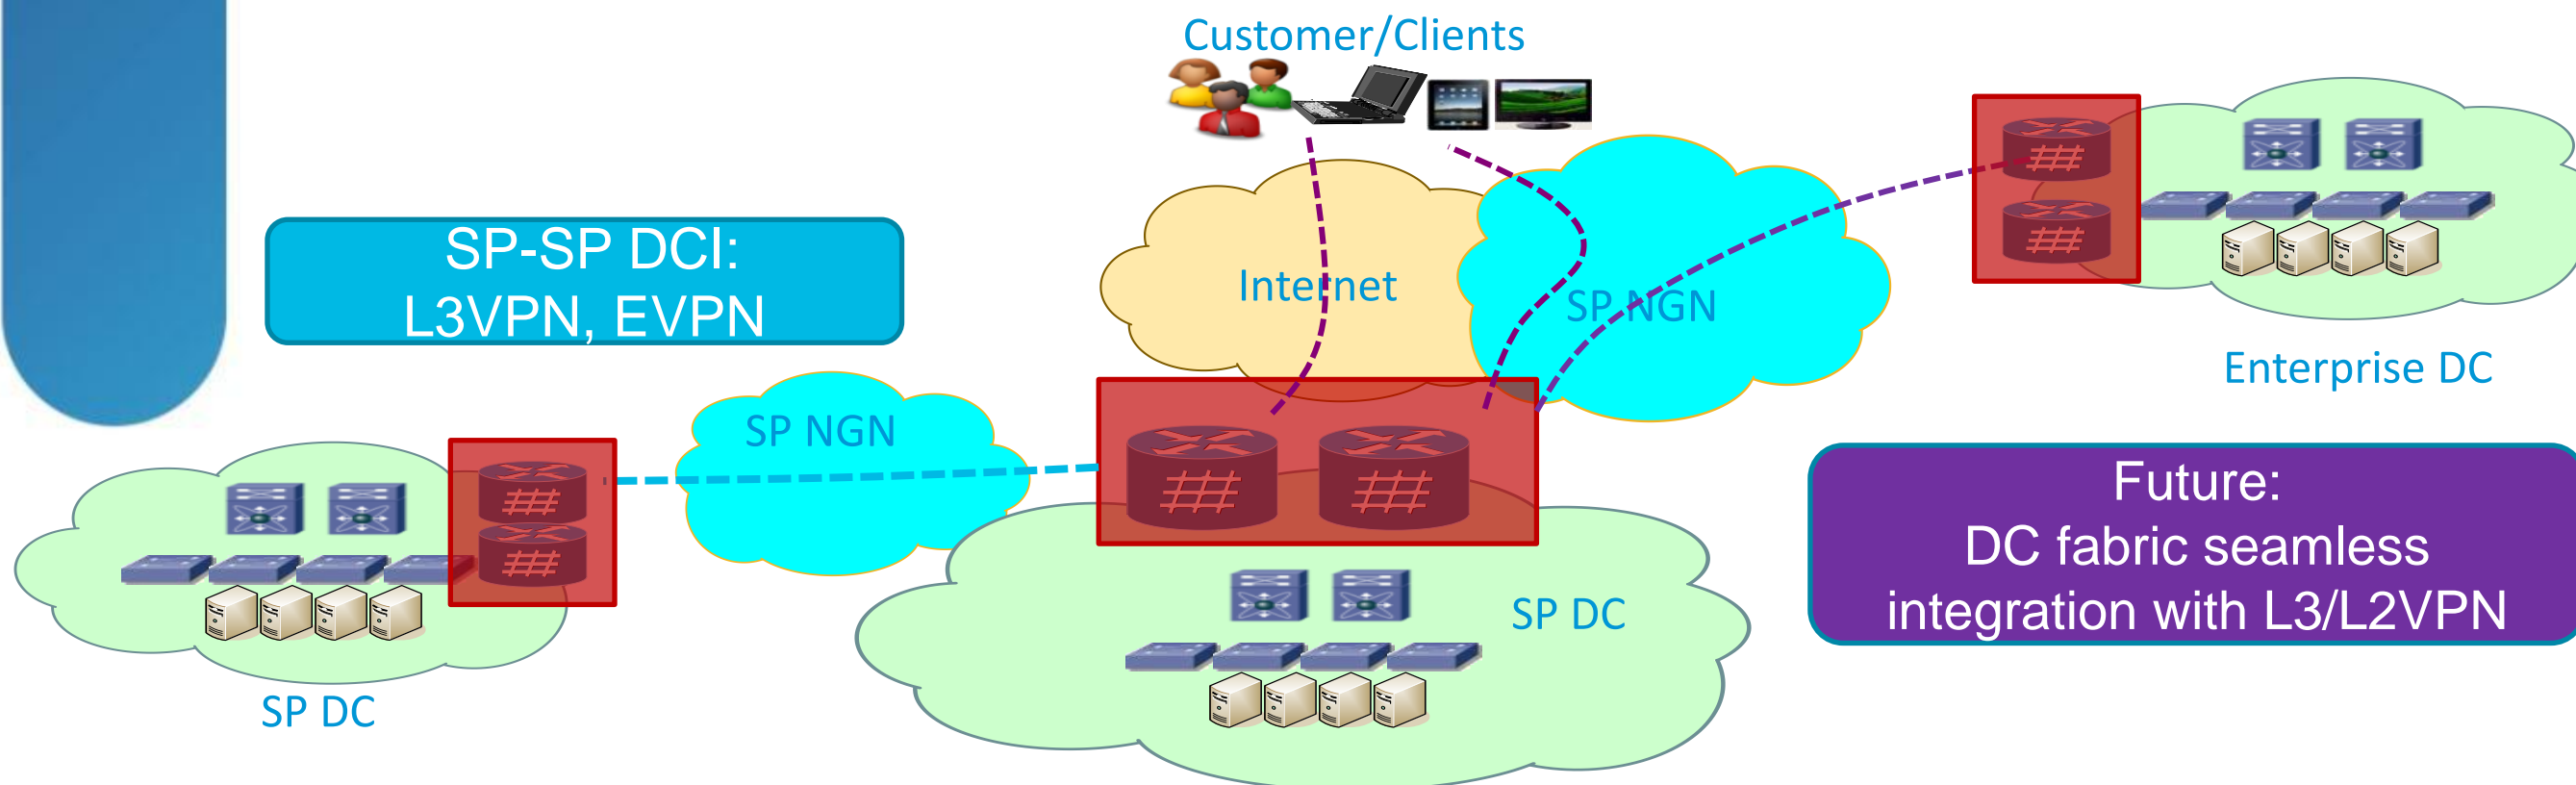 Customer/Clients
SP-SP DCI:
L3VPN, EVPN
Internet
SP NGN
Enterprise DC
SP NGN
Future:
DC fabric seamless
integration with L3/L2VPN
SP DC
SP DC